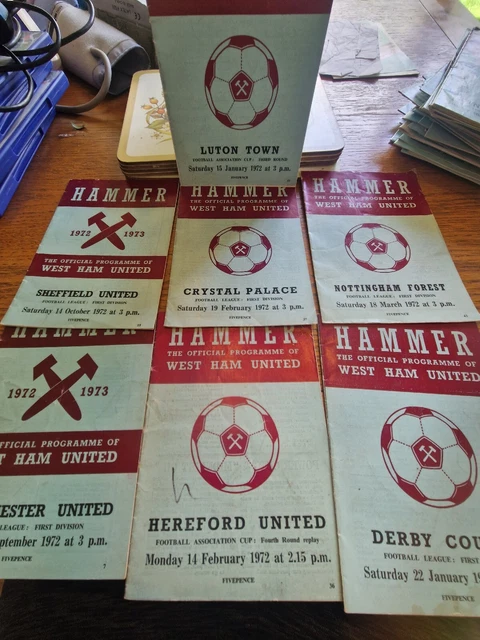 LUTON TOWN
FOOTBALL ASSOCIATION CUP: THIRD ROUND
Saturday 15 January 1972 at 3 p.m.
FIVEPENCE
HAMMER
1972 1973
THE OFFICIAL PROGRAMME OF
WEST HAM UNITED
SHEFFIELD UNITED
FOOTBALL LEAGUE: FIRST DIVISION
Saturday 14 October 1972 at 3 p.m.
FIVEPENCE
HAMMER
THE OFFICIAL PROGRAMME OF
WEST HAM UNITED
CRYSTAL PALACE
FOOTBALL LEAGUE: FIRST DIVISION
Saturday 19 February 1972 at 3 p.m.
FIVEPENCE
HAMMER
THE OFFICIAL PROGRAMME OF
WEST HAM UNITED
NOTTINGHAM FOREST
FOOTBALL LEAGUE: FIRST DIVISION
Saturday 18 March 1972 at 3 p.m.
FIVEPENCE
HAMMER
1972 1973
OFFICIAL PROGRAMME OF
HAM UNITED
ESTER UNITED
LEAGUE: FIRST DIVISION
eptember 1972 at 3 p.m.
FIVEPENCE
HAMMER
THE OFFICIAL PROGRAMME OF
WEST HAM UNITED
h
HEREFORD UNITED
FOOTBALL ASSOCIATION CUP: Fourth Round replay
Monday 14 February 1972 at 2.15 p.m.
FIVEPENCE
HAMMER
THE OFFICIAL PROGRAMME OF
WEST HAM UNITED
DERBY COU
FOOTBALL LEAGUE: FIRST
Saturday 22 January 19
FIVEPENCE